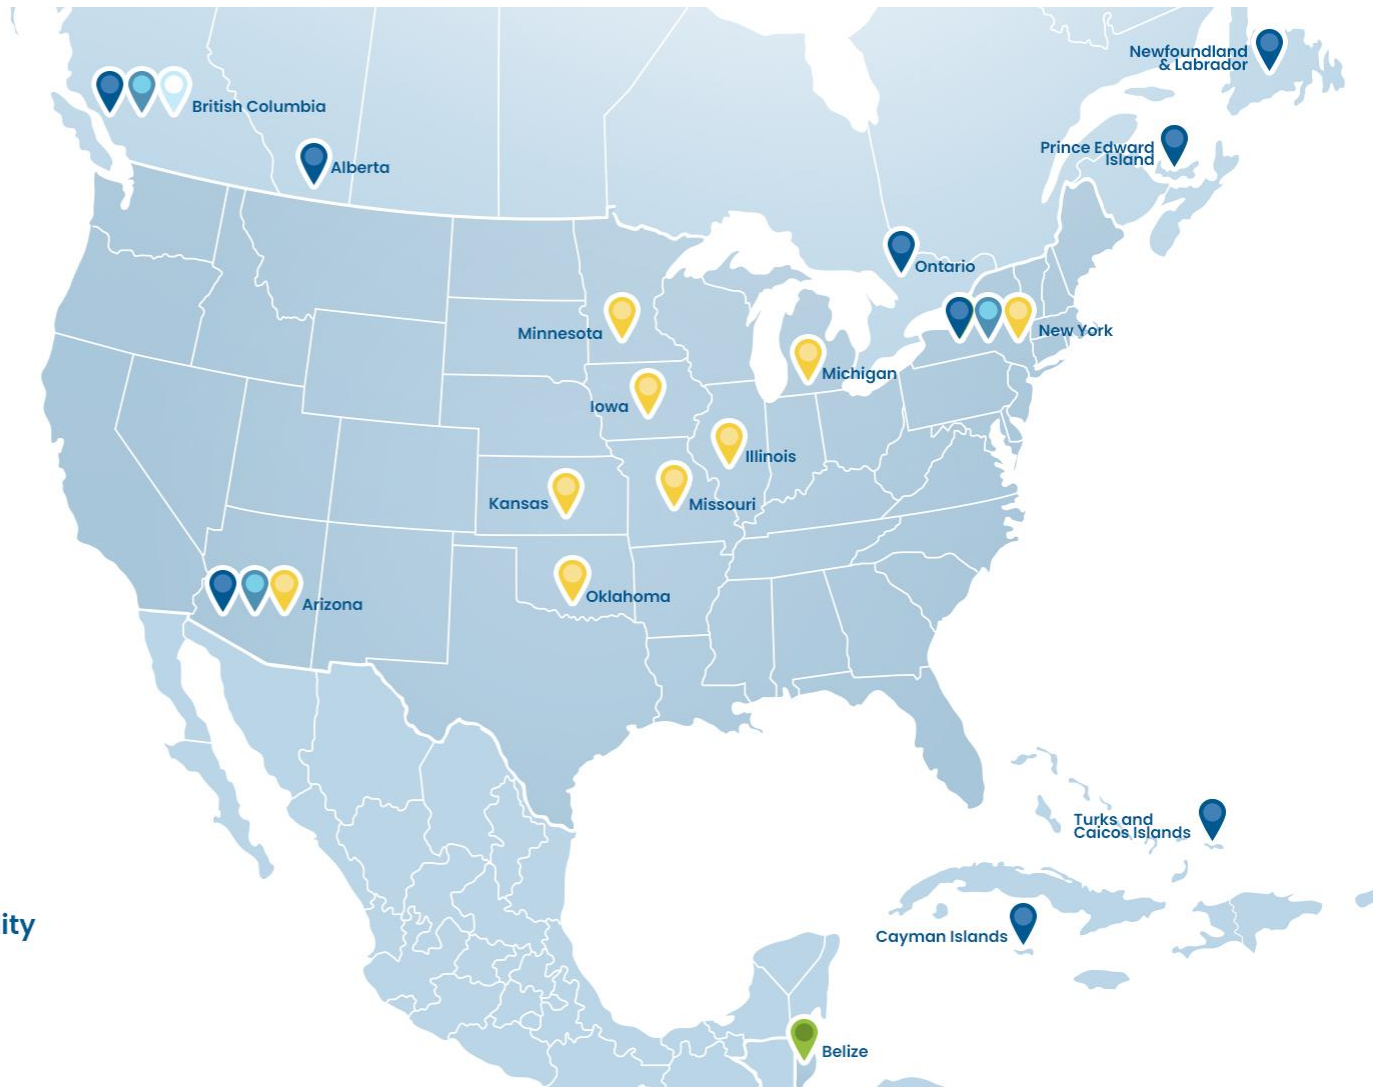 Newfoundland
& Labrador
British Columbia
Prince Edward
Island
Alberta
Ontario
Minnesota
New York
Michigan
Iowa
Illinois
Kansas
Missouri
Oklahoma
Arizona
Turks and
Caicos Islands
ity
Cayman Islands
Belize